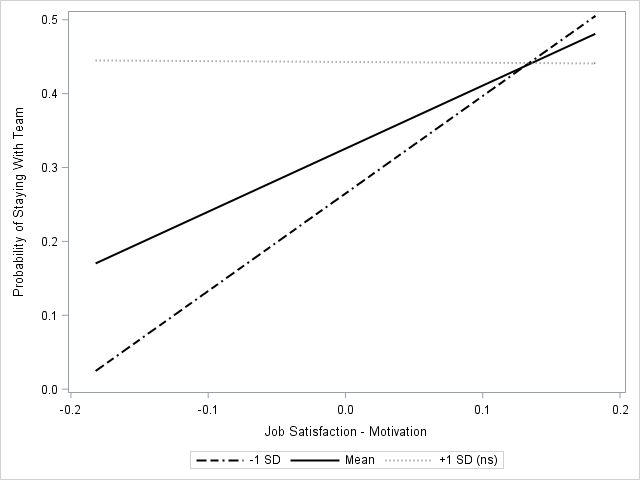 0.5
0.4
0.3
0.2
0.1
0.0
Probability of Staying With Team
-0.2 -0.1 0.0 0.1 0.2
Job Satisfaction - Motivation
-1 SD Mean +1 SD (ns)